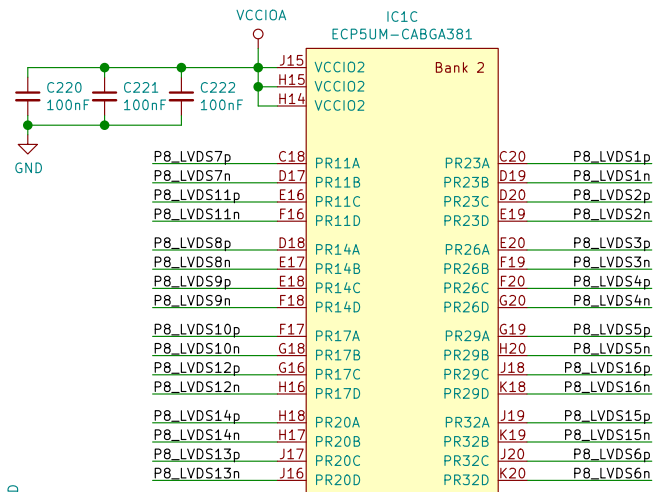 VCCIOA
IC1C
ECP5UM-CABGA381
J15 VCCIO2 Bank 2
H15 VCCIO2
H14 VCCIO2
C220
100nF
C221
100nF
C222
100nF
GND
P8_LVDS7p C18 PR11A PR23A C20 P8_LVDS1p
P8_LVDS7n D17 PR11B PR23B D19 P8_LVDS1n
P8_LVDS11p E16 PR11C PR23C D20 P8_LVDS2p
P8_LVDS11n F16 PR11D PR23D E19 P8_LVDS2n
P8_LVDS8p D18 PR14A PR26A E20 P8_LVDS3p
P8_LVDS8n E17 PR14B PR26B F19 P8_LVDS3n
P8_LVDS9p E18 PR14C PR26C F20 P8_LVDS4p
P8_LVDS9n F18 PR14D PR26D G20 P8_LVDS4n
P8_LVDS10p F17 PR17A PR29A G19 P8_LVDS5p
P8_LVDS10n G18 PR17B PR29B H20 P8_LVDS5n
P8_LVDS12p G16 PR17C PR29C J18 P8_LVDS16p
P8_LVDS12n H16 PR17D PR29D K18 P8_LVDS16n
P8_LVDS14p H18 PR20A PR32A J19 P8_LVDS15p
P8_LVDS14n H17 PR20B PR32B K19 P8_LVDS15n
P8_LVDS13p J17 PR20C PR32C J20 P8_LVDS6p
P8_LVDS13n J16 PR20D PR32D K20 P8_LVDS6n
D